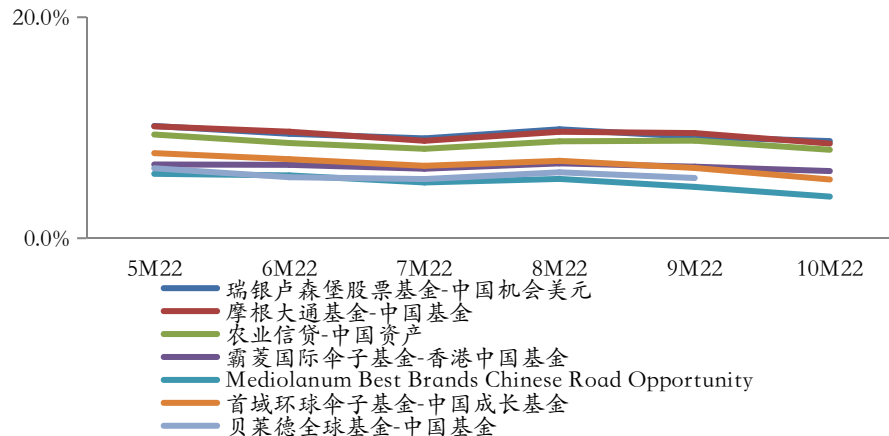 20.0%
0.0%
5M22 6M22 7M22 8M22 9M22 10M22
瑞银卢森堡股票基金-中国机会美元
摩根大通基金-中国基金
农业信贷-中国资产
霸菱国际伞子基金-香港中国基金
Mediolanum Best Brands Chinese Road Opportunity
首域环球伞子基金-中国成长基金
贝莱德全球基金-中国基金